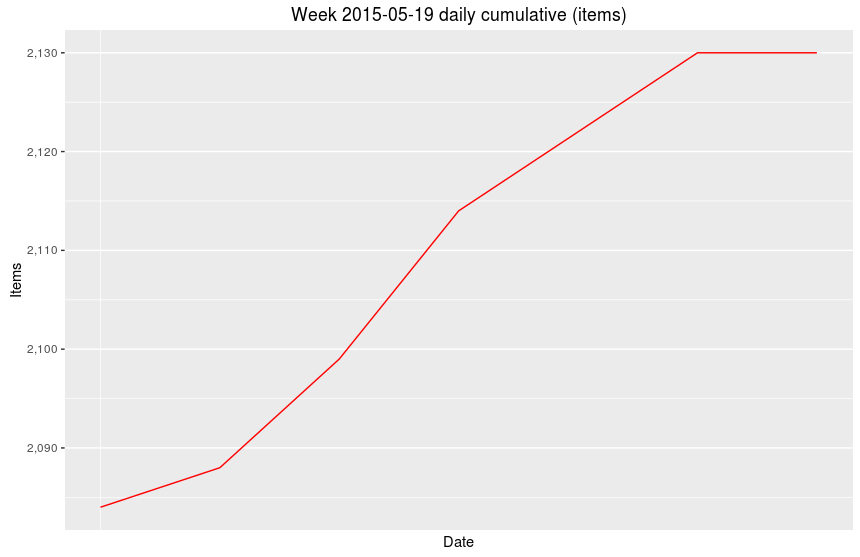 Week 2015-05-19 daily cumulative (items)
2,130
2,120
2,110
2,100
2,090
Items
Date